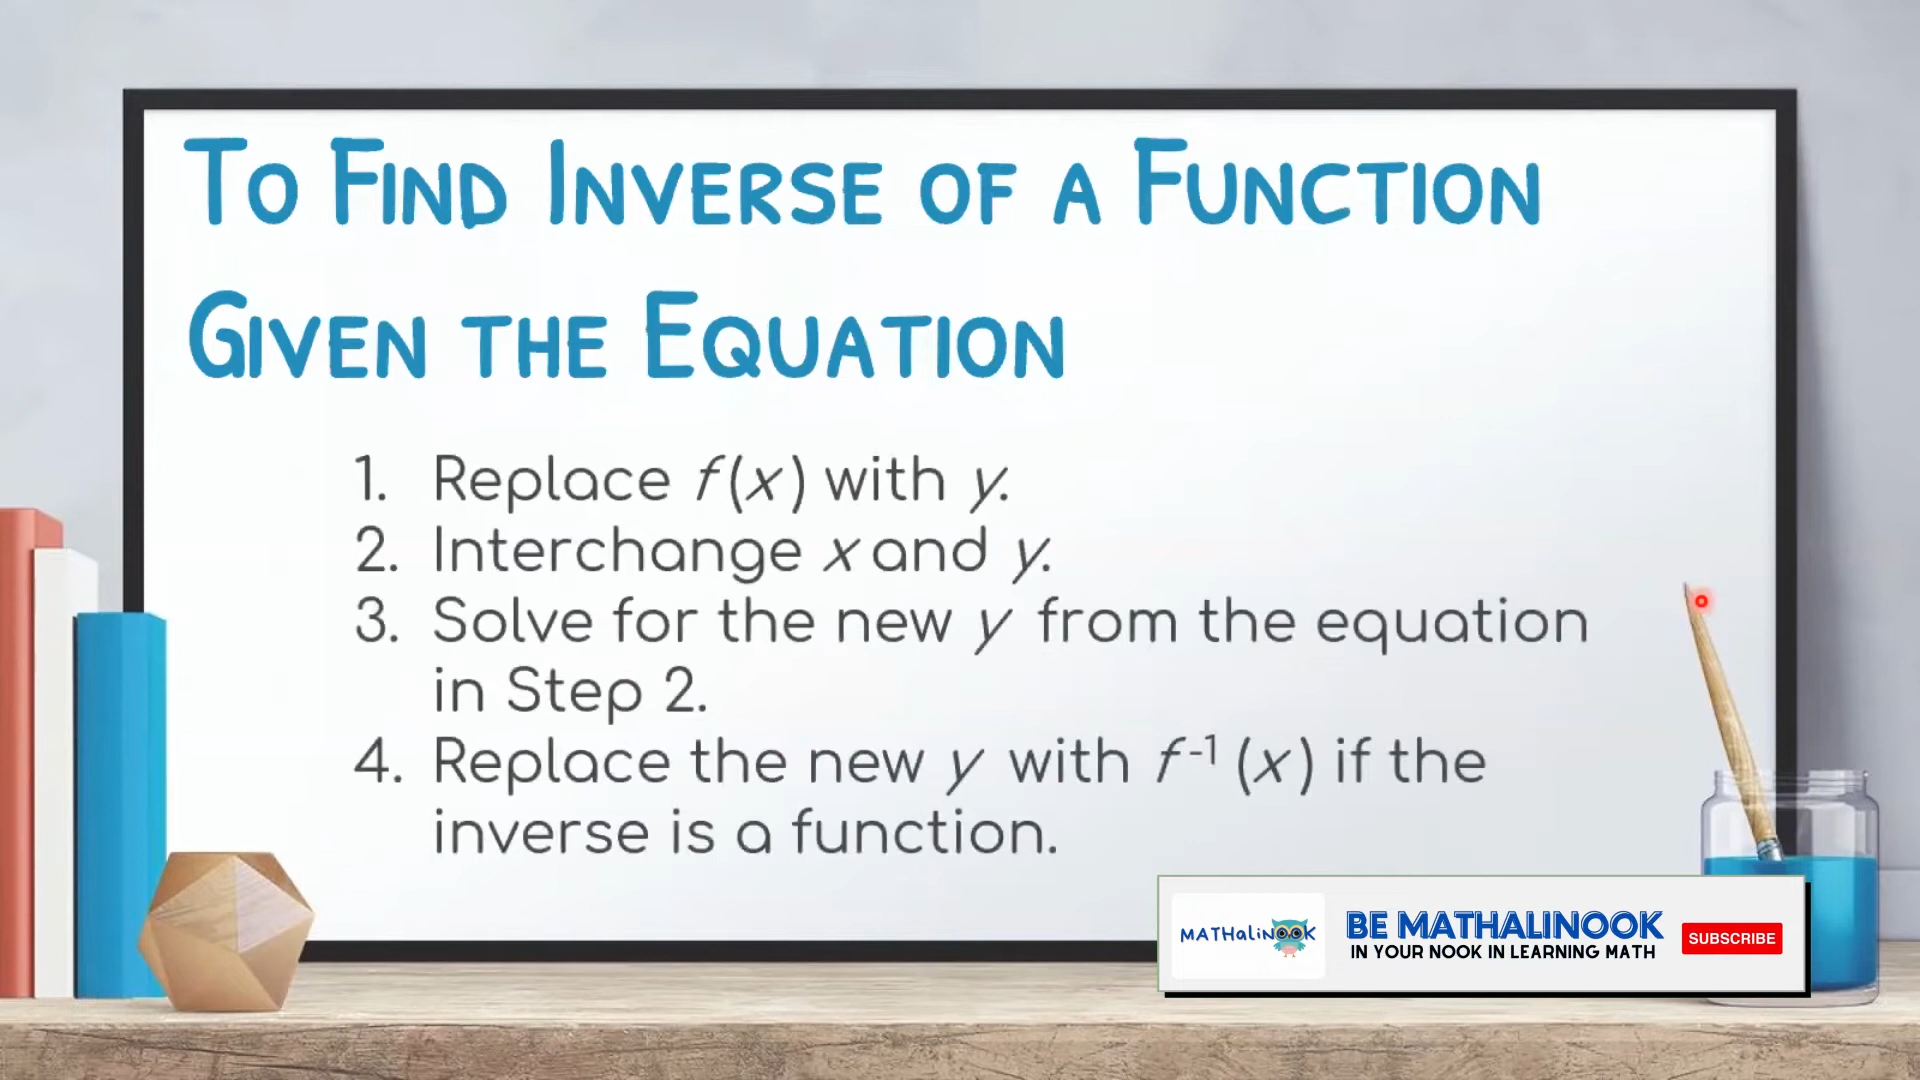 To Find Inverse of a Function
Given the Equation
1. Replace f(x) with y.
2. Interchange x and y.
3. Solve for the new y from the equation
in Step 2.
4. Replace the new y with f⁻¹ (x) if the
inverse is a function.
MATHaliNOOK
BE MATHALINOOK
IN YOUR NOOK IN LEARNING MATH
SUBSCRIBE